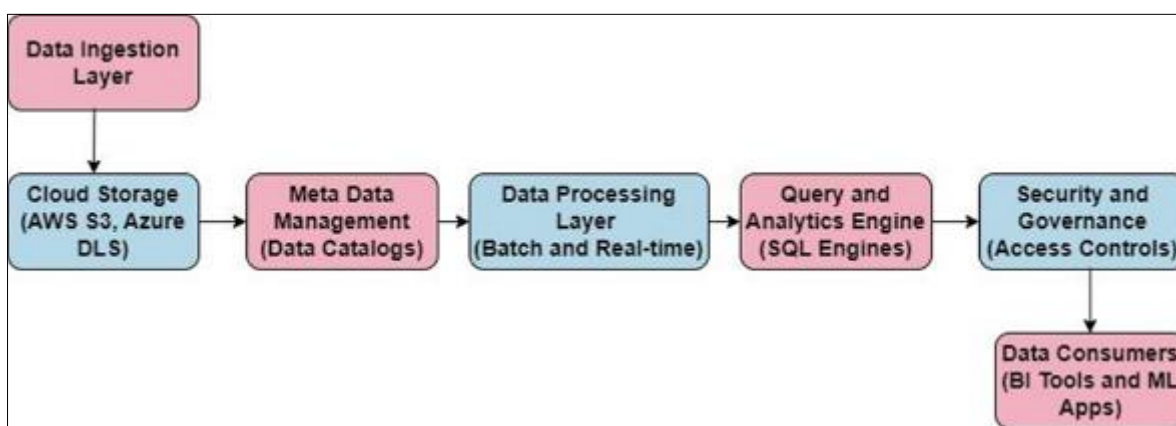 Data Ingestion
Layer
Cloud Storage
(AWS S3, Azure
DLS)
Meta Data
Management
(Data Catalogs)
Data Processing
Layer
(Batch and Real-time)
Query and
Analytics Engine
(SQL Engines)
Security and
Governance
(Access Controls)
Data Consumers
(BI Tools and ML
Apps)